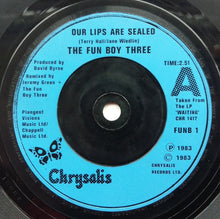 OUR LIPS ARE SEALED
(Terry Hall/Jane Wiedlin)
THE FUN BOY THREE
Produced by
David Byrne
Remixed by
Jeremy Green +
The Fun
Boy Three
Plangent
Visions
Music Ltd/
Chappell
Music Ltd.
TIME:2.51
A
Taken From
The LP
'WAITING'
CHR 1417
FUNB 1
Ⓟ 1983
© 1983
CHRYSALIS
RECORDS LTD.
Chrysalis